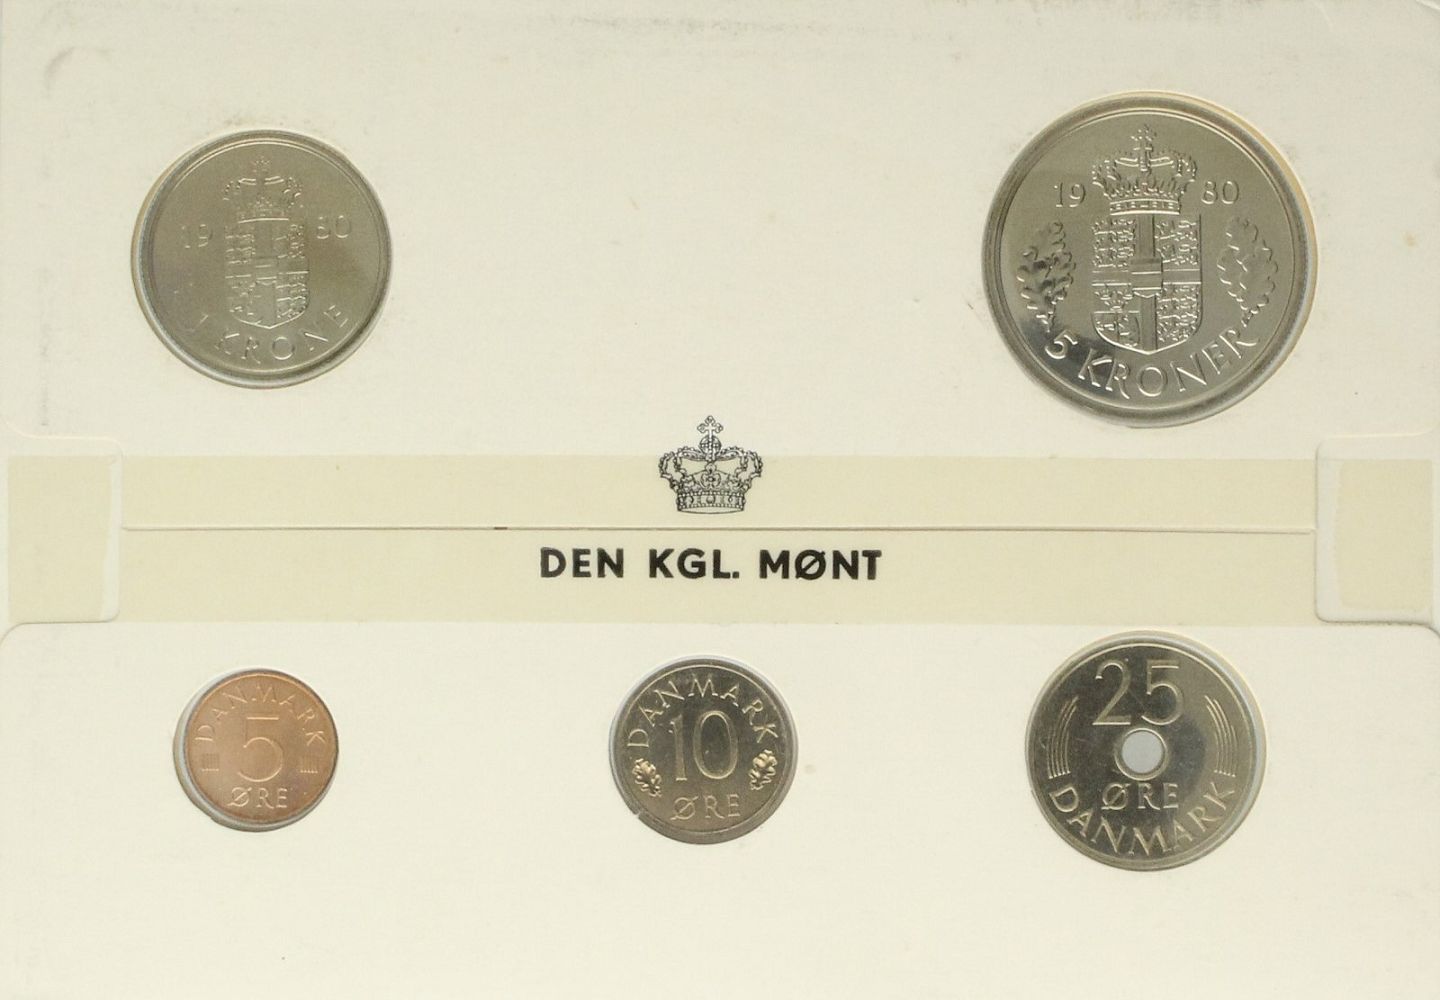 19 80
1 KRONE
19 80
5 KRONER
DEN KGL. MØNT
DANMARK
5
ØRE
DANMARK
10
ØRE
25
ØRE
DANMARK